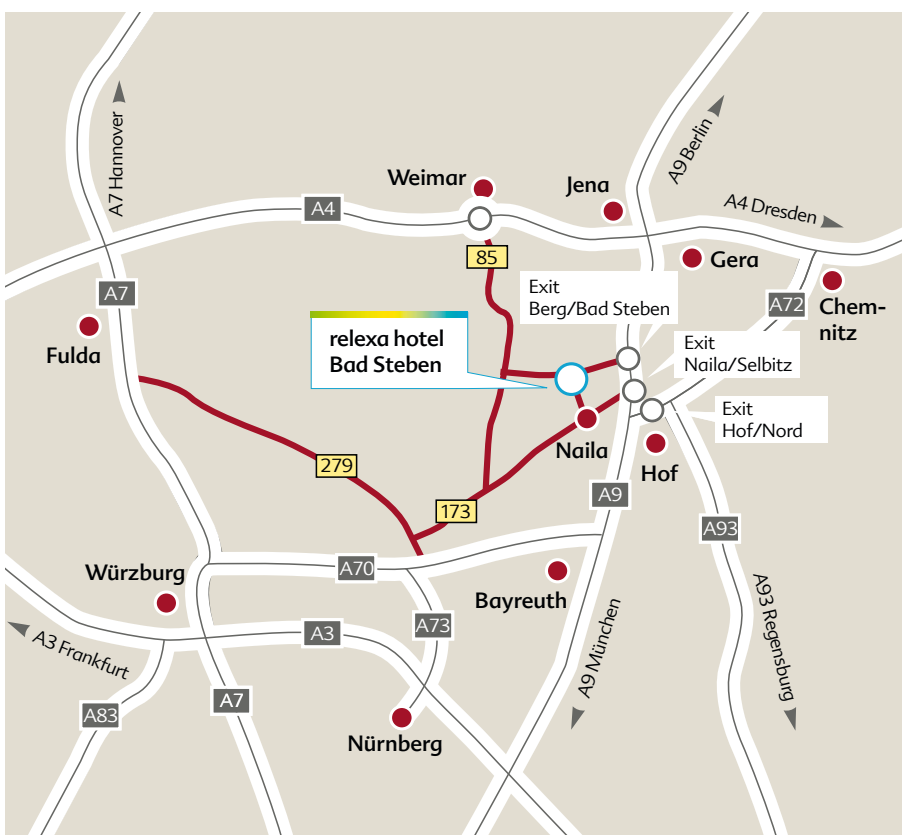 A7 Hannover
A9 Berlin
Weimar
Jena
A4
A4 Dresden
85
Gera
Exit
Berg/Bad Steben
A7
A72
Chem-
nitz
relexa hotel
Bad Steben
Fulda
Exit
Naila/Selbitz
Exit
Hof/Nord
Naila
Hof
279
A9
173
A93
A70
Würzburg
Bayreuth
A3
A73
A3 Frankfurt
A9 München
A93 Regensburg
A7
A83
Nürnberg